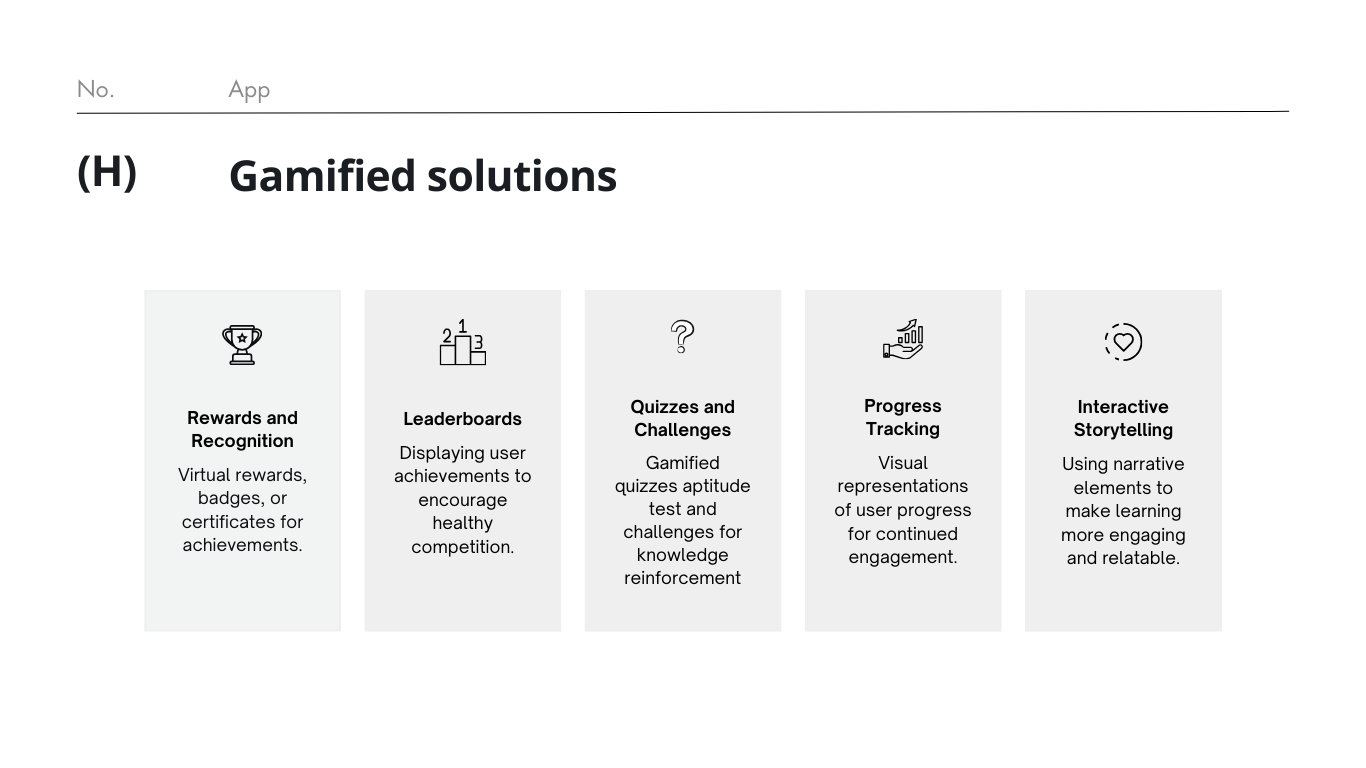 No.
App
(H)
Gamified solutions
Rewards and
Recognition
Virtual rewards,
badges, or
certificates for
achievements.
2 1 3
Leaderboards
Displaying user
achievements to
encourage
healthy
competition.
?
Quizzes and
Challenges
Gamified
quizzes aptitude
test and
challenges for
knowledge
reinforcement
Progress
Tracking
Visual
representations
of user progress
for continued
engagement.
Interactive
Storytelling
Using narrative
elements to
make learning
more engaging
and relatable.